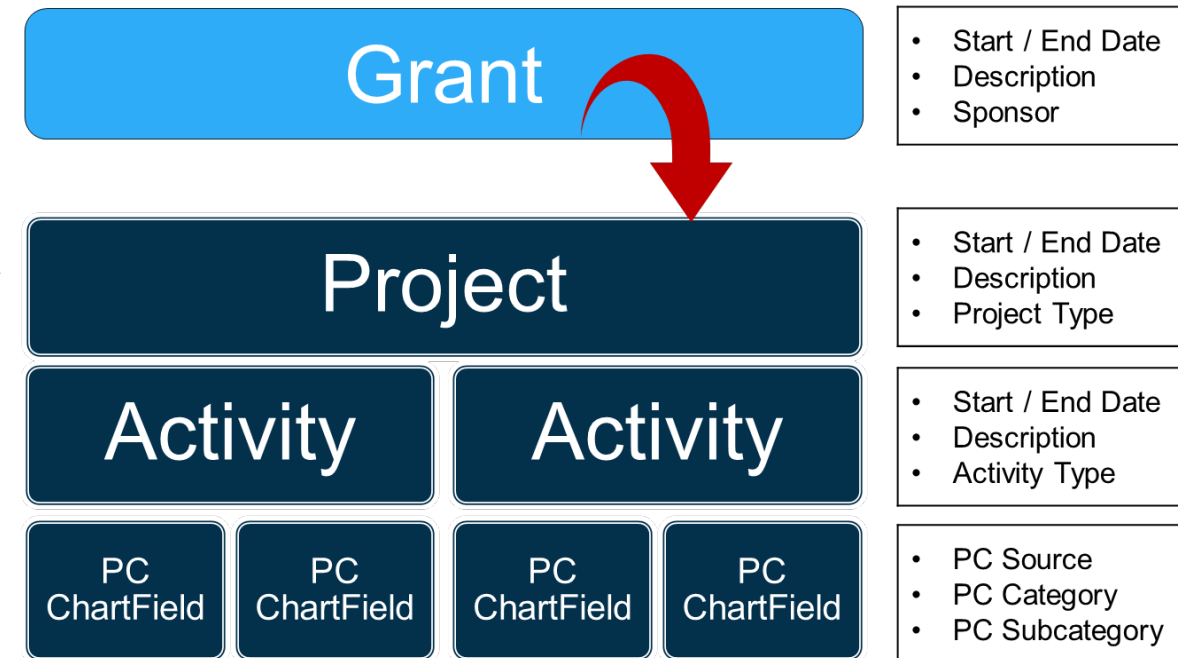 Grant
• Start / End Date
• Description
• Sponsor
Project
• Start / End Date
• Description
• Project Type
Activity
Activity
• Start / End Date
• Description
• Activity Type
PC
ChartField
PC
ChartField
PC
ChartField
PC
ChartField
• PC Source
• PC Category
• PC Subcategory